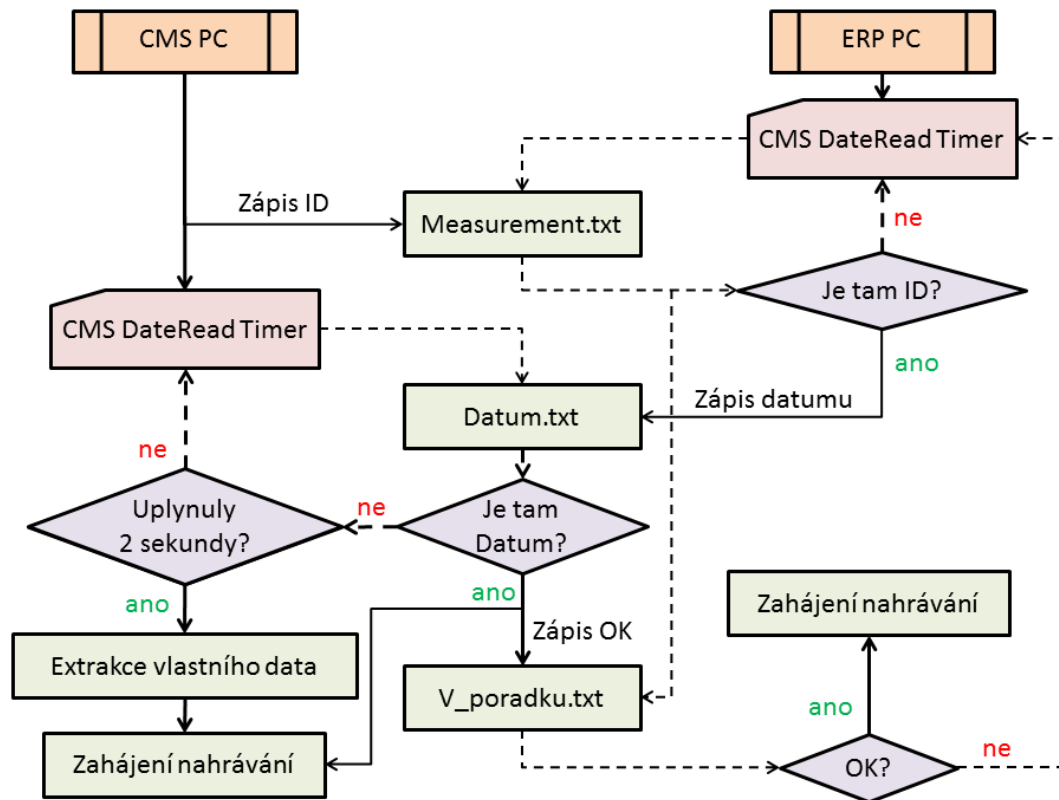 CMS PC
ERP PC
CMS DateRead Timer
Zápis ID
Measurement.txt
ne
Je tam ID?
CMS DateRead Timer
ano
Zápis datumu
Datum.txt
ne
Uplynuly
2 sekundy?
ne
Je tam
Datum?
ano
ano
Zahájení nahrávání
Zápis OK
Extrakce vlastního data
V_poradku.txt
ano
Zahájení nahrávání
OK?
ne